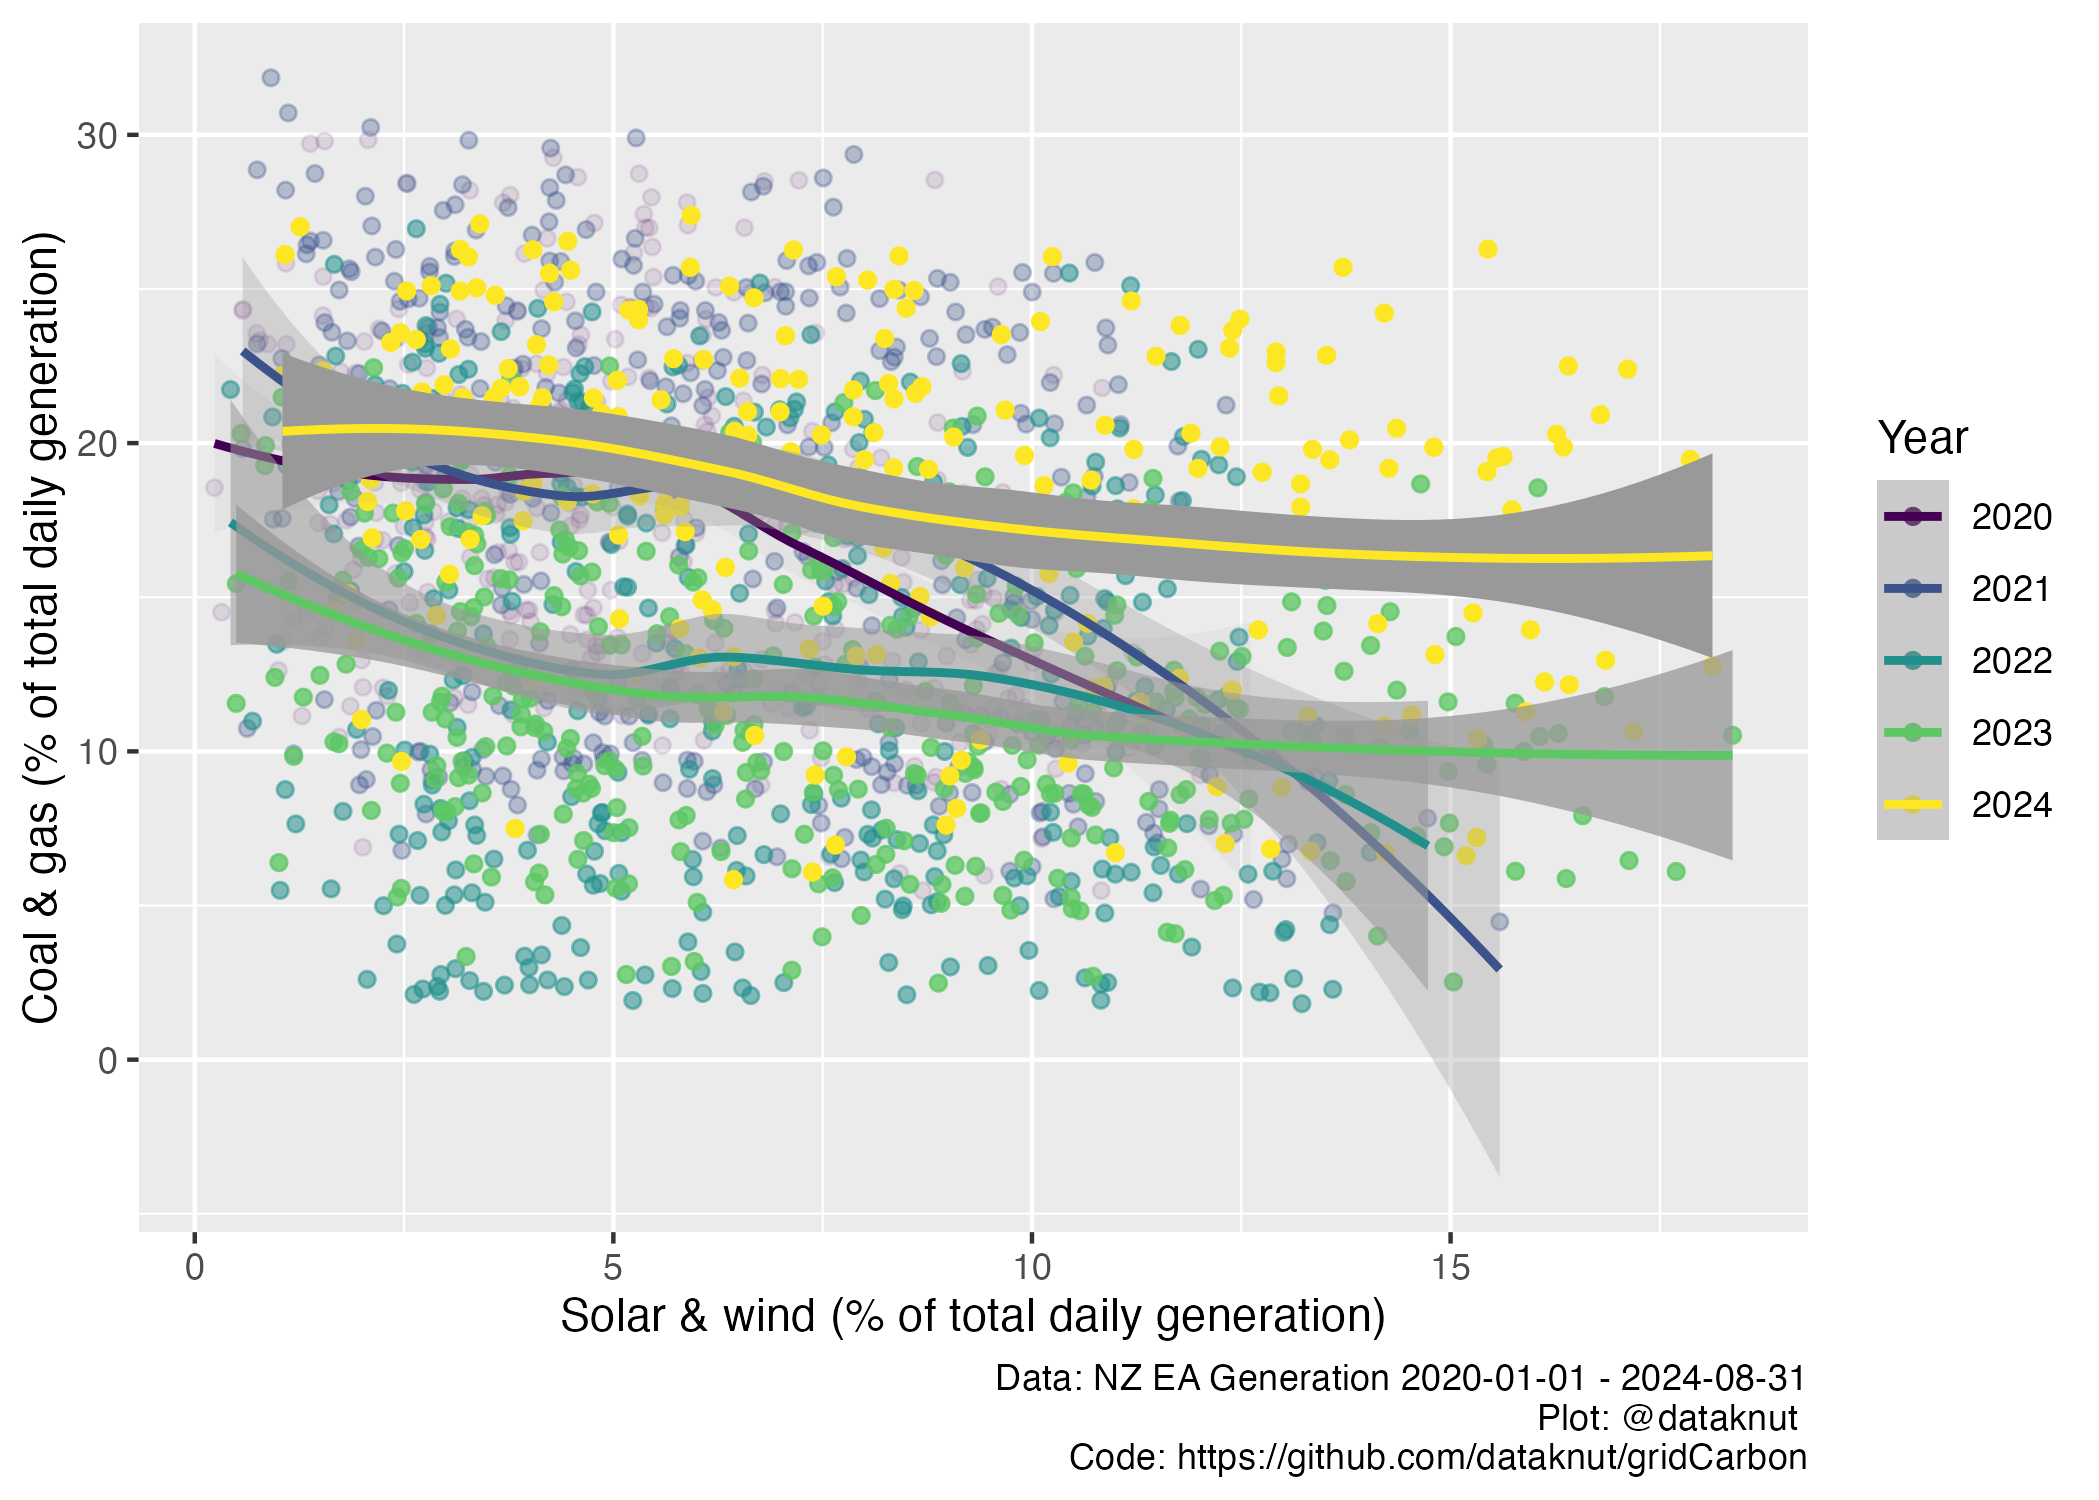 30
20
10
0
Coal & gas (% of total daily generation)
0
5
10
15
Solar & wind (% of total daily generation)
Year
2020
2021
2022
2023
2024
Data: NZ EA Generation 2020-01-01 - 2024-08-31
Plot: @dataknut
Code: https://github.com/dataknut/gridCarbon